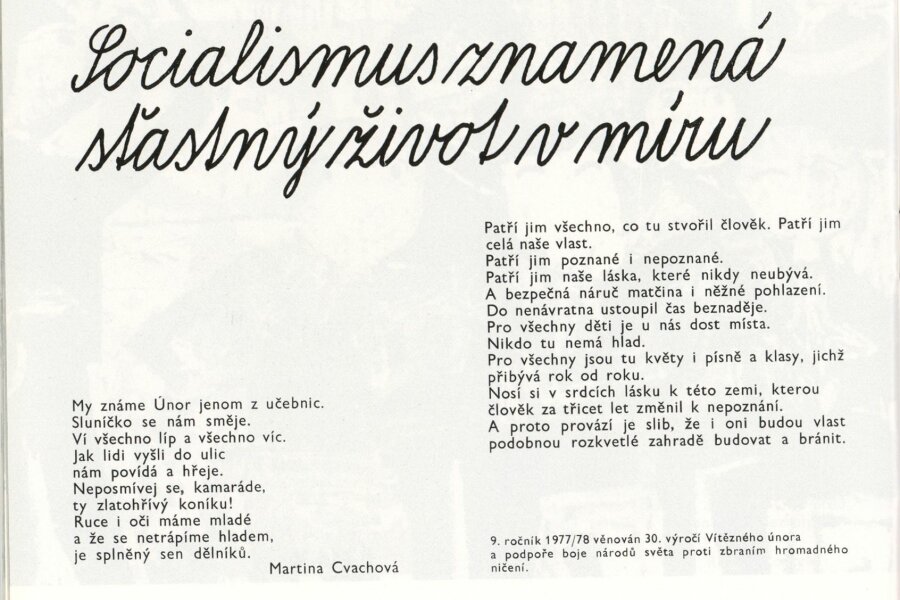 Socialismus znamená
šťastný život v míru
My známe Únor jenom z učebnic.
Sluníčko se nám směje.
Ví všechno líp a všechno víc.
Jak lidi vyšli do ulic
nám povídá a hřeje.
Neposmívej se, kamaráde,
ty zlatohřívý koníku!
Ruce i oči máme mladé
a že se netrápíme hladem,
je splněný sen dělníků.
Martina Cvachová
Patří jim všechno, co tu stvořil člověk. Patří jim
celá naše vlast.
Patří jim poznané i nepoznané.
Patří jim naše láska, které nikdy neubývá.
A bezpečná náruč matčina i něžné pohlazení.
Do nenávratna ustoupil čas beznaděje.
Pro všechny děti je u nás dost místa.
Nikdo tu nemá hlad.
Pro všechny jsou tu květy i písně a klasy, jichž
přibývá rok od roku.
Nosí si v srdcích lásku k této zemi, kterou
člověk za třicet let změnil k nepoznání.
A proto provází je slib, že i oni budou vlast
podobnou rozkvetlé zahradě budovat a bránit.
9. ročník 1977/78 věnován 30. výročí Vítězného února
a podpoře boje národů světa proti zbraním hromadného
ničení.